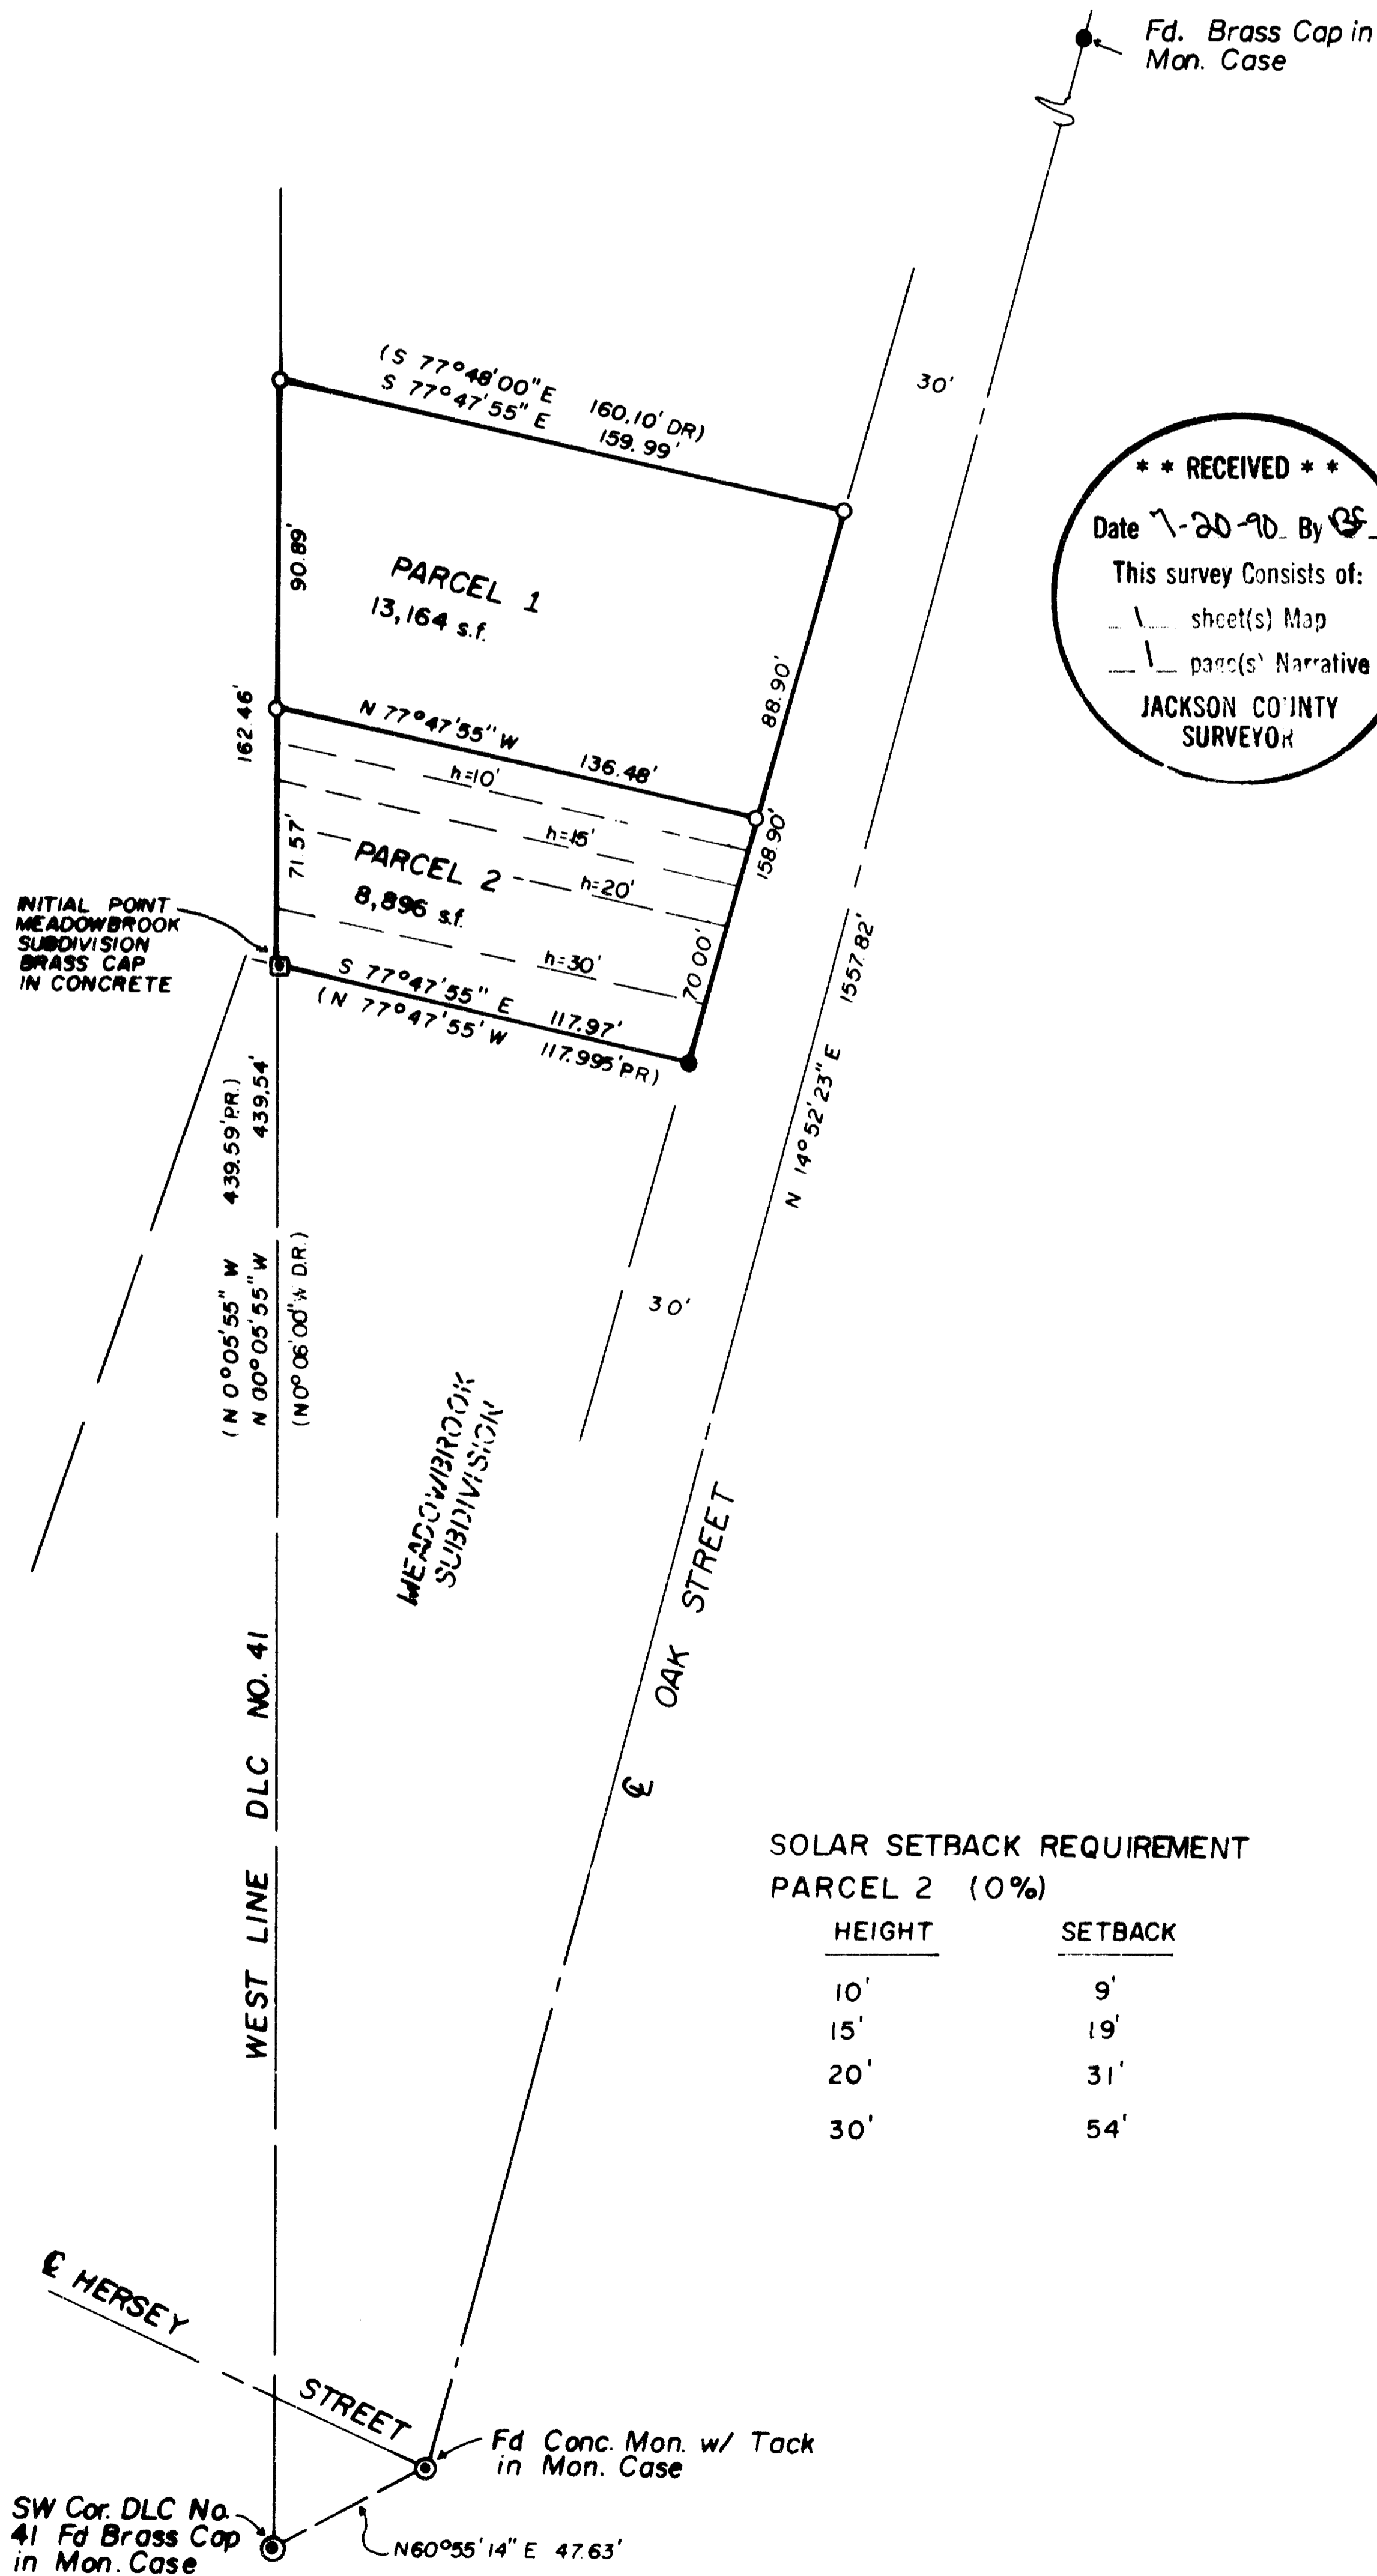 Fd. Brass Cap in
Mon. Case
(S 77°48'00" E 160.10' DR)
S 77°47'55" E 159.99'
30'
* * RECEIVED * *
Date 7-20-90 By
This survey Consists of:
1 sheet(s) Map
1 page(s) Narrative
JACKSON COUNTY
SURVEYOR
90.89'
PARCEL 1
13,164 s.f.
88.90'
162.46'
N 77°47'55" W 136.48'
h=10'
h=15'
158.90'
71.57'
PARCEL 2
h=20'
8,896 s.f.
INITIAL POINT
MEADOWBROOK
SUBDIVISION
BRASS CAP
IN CONCRETE
h=30'
70.00'
S 77°47'55" E 117.97'
(N 77°47'55' W 117.995' P.R.)
N 14°52'23" E 1557.82'
(N 0°05'55" W 439.59' P.R.)
N 00°05'55" W 439.54'
(N 0°06'00" W D.R.)
30'
MEADOWBROOK
SUBDIVISION
OAK STREET
℄
WEST LINE DLC NO. 41
SOLAR SETBACK REQUIREMENT
PARCEL 2 (0%)
HEIGHT SETBACK
10' 9'
15' 19'
20' 31'
30' 54'
℄ HERSEY
STREET
Fd Conc. Mon. w/ Tack
in Mon. Case
SW Cor. DLC No.
41 Fd Brass Cap
in Mon. Case
N60°55'14" E 47.63'